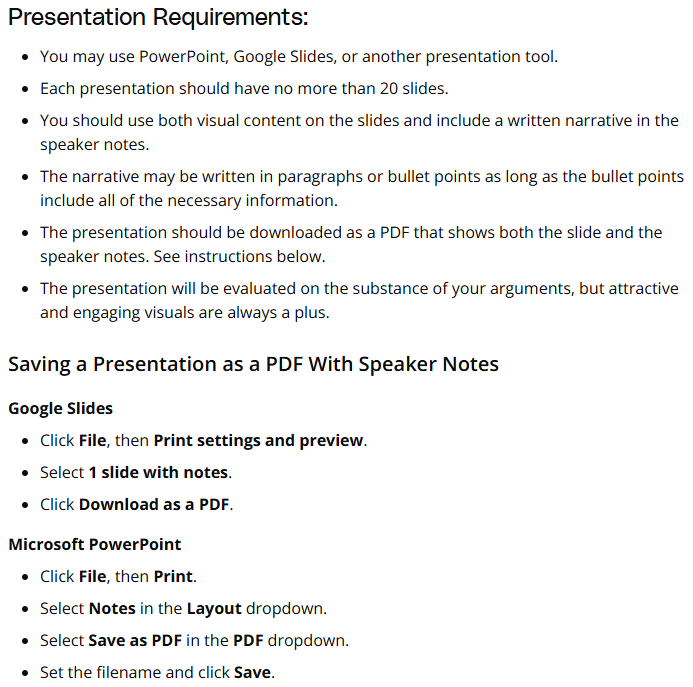 Presentation Requirements:
• You may use PowerPoint, Google Slides, or another presentation tool.
• Each presentation should have no more than 20 slides.
• You should use both visual content on the slides and include a written narrative in the
speaker notes.
• The narrative may be written in paragraphs or bullet points as long as the bullet points
include all of the necessary information.
• The presentation should be downloaded as a PDF that shows both the slide and the
speaker notes. See instructions below.
• The presentation will be evaluated on the substance of your arguments, but attractive
and engaging visuals are always a plus.
Saving a Presentation as a PDF With Speaker Notes
Google Slides
• Click File, then Print settings and preview.
• Select 1 slide with notes.
• Click Download as a PDF.
Microsoft PowerPoint
• Click File, then Print.
• Select Notes in the Layout dropdown.
• Select Save as PDF in the PDF dropdown.
• Set the filename and click Save.